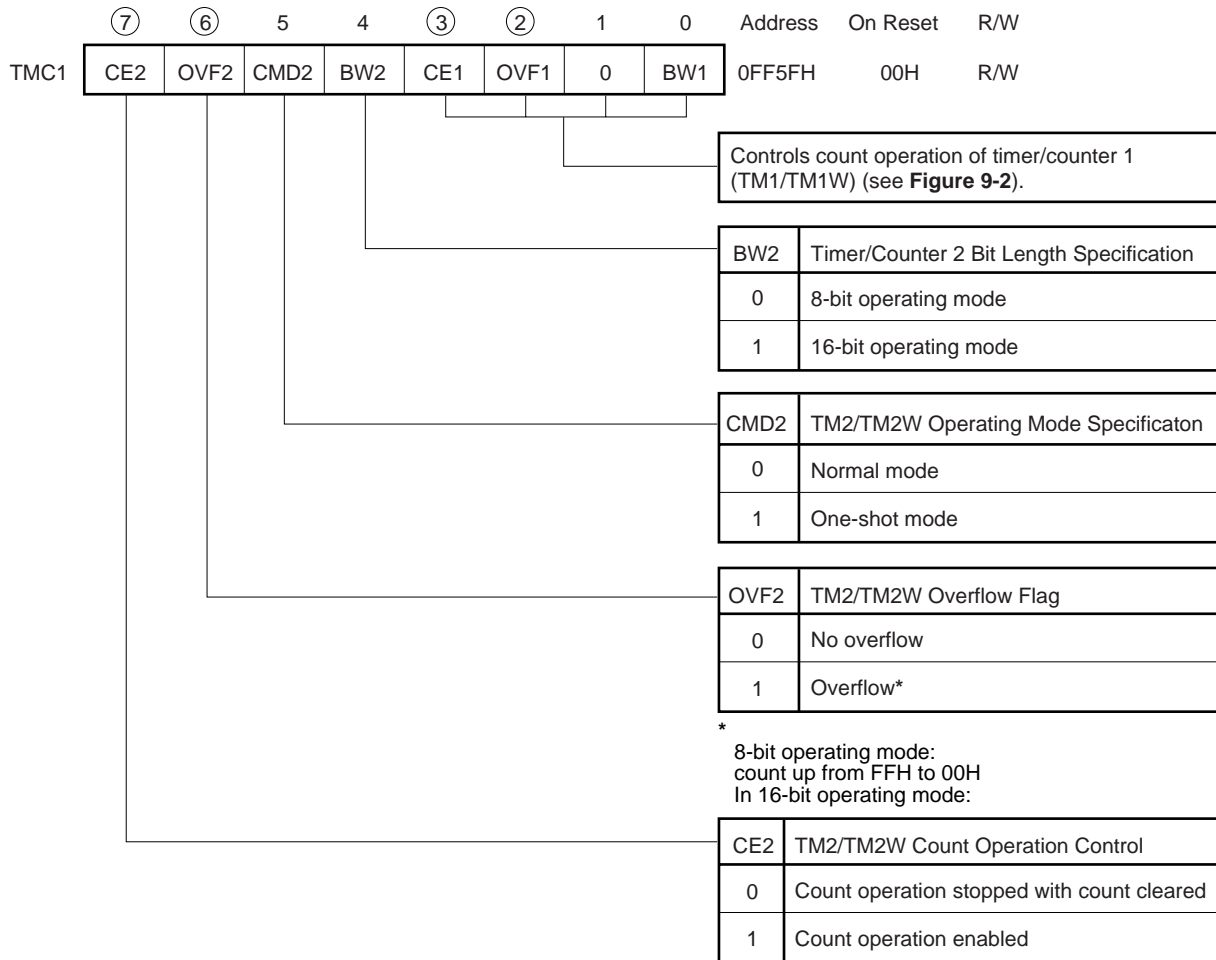 7 6 5 4 3 2 1 0 Address On Reset R/W
TMC1 CE2 OVF2 CMD2 BW2 CE1 OVF1 0 BW1 0FF5FH 00H R/W
Controls count operation of timer/counter 1
(TM1/TM1W) (see Figure 9-2).
BW2 Timer/Counter 2 Bit Length Specification
0 8-bit operating mode
1 16-bit operating mode
CMD2 TM2/TM2W Operating Mode Specificaton
0 Normal mode
1 One-shot mode
OVF2 TM2/TM2W Overflow Flag
0 No overflow
1 Overflow*
*
8-bit operating mode:
count up from FFH to 00H
In 16-bit operating mode:
CE2 TM2/TM2W Count Operation Control
0 Count operation stopped with count cleared
1 Count operation enabled